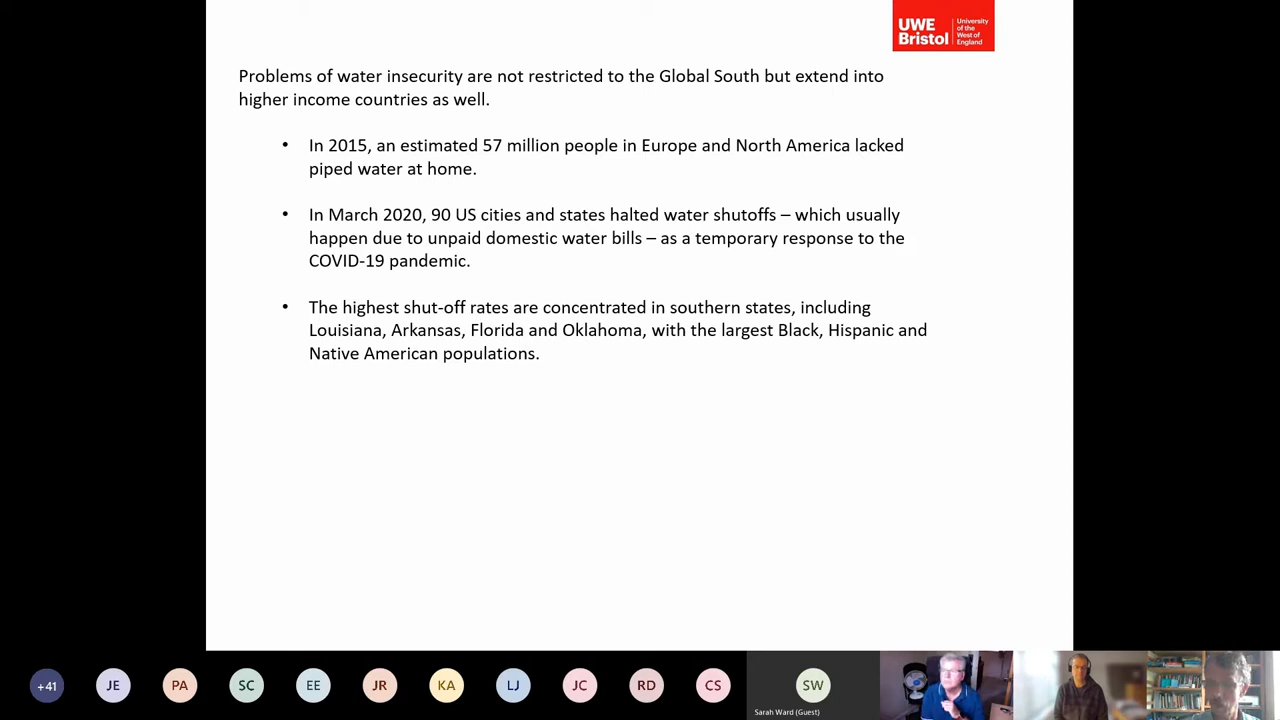 UWE
Bristol
University
of the
West of
England
Problems of water insecurity are not restricted to the Global South but extend into
higher income countries as well.
• In 2015, an estimated 57 million people in Europe and North America lacked
piped water at home.
• In March 2020, 90 US cities and states halted water shutoffs – which usually
happen due to unpaid domestic water bills – as a temporary response to the
COVID-19 pandemic.
• The highest shut-off rates are concentrated in southern states, including
Louisiana, Arkansas, Florida and Oklahoma, with the largest Black, Hispanic and
Native American populations.
+41 JE PA SC EE JR KA LJ JC RD CS SW
Sarah Ward (Guest)